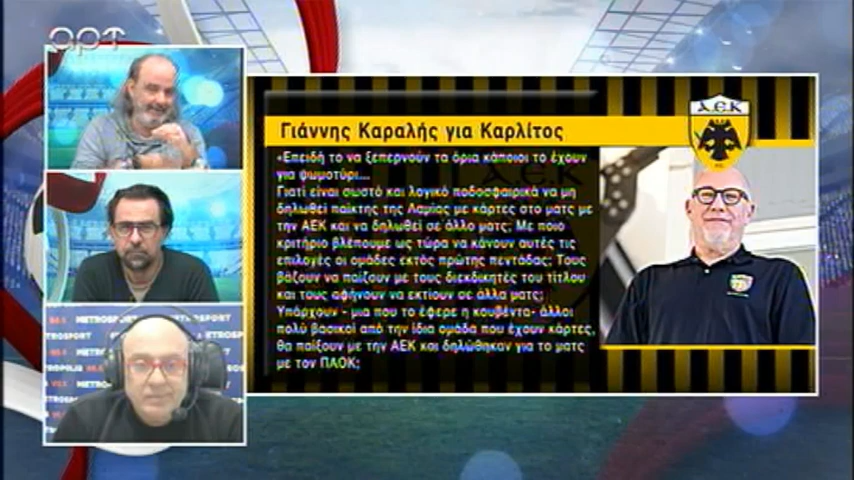 αρτ
Α.Ε.Κ
Γιάννης Καραλής για Καρλίτος
«Επειδή το να ξεπερνούν τα όρια κάποιοι το έχουν
για ψωμοτύρι...
Γιατί είναι σωστό και λογικό ποδοσφαιρικά να μη
δηλωθεί παίκτης της Λαμίας με κάρτες στο ματς με
την ΑΕΚ και να δηλωθεί σε άλλο ματς; Με ποιό
κριτήριο βλέπουμε ως τώρα να κάνουν αυτές τις
επιλογές οι ομάδες εκτός πρώτης πεντάδας; Τους
βάζουν να παίζουν με τους διεκδικητές του τίτλου
και τους αφήνουν να εκτίουν σε άλλα ματς;
Υπάρχουν - μια που το έφερε η κουβέντα- άλλοι
πολύ βασικοί από την ίδια ομάδα που έχουν κάρτες,
θα παίξουν με την ΑΕΚ και δηλώθηκαν για το ματς
με τον ΠΑΟΚ;
METROSPORT